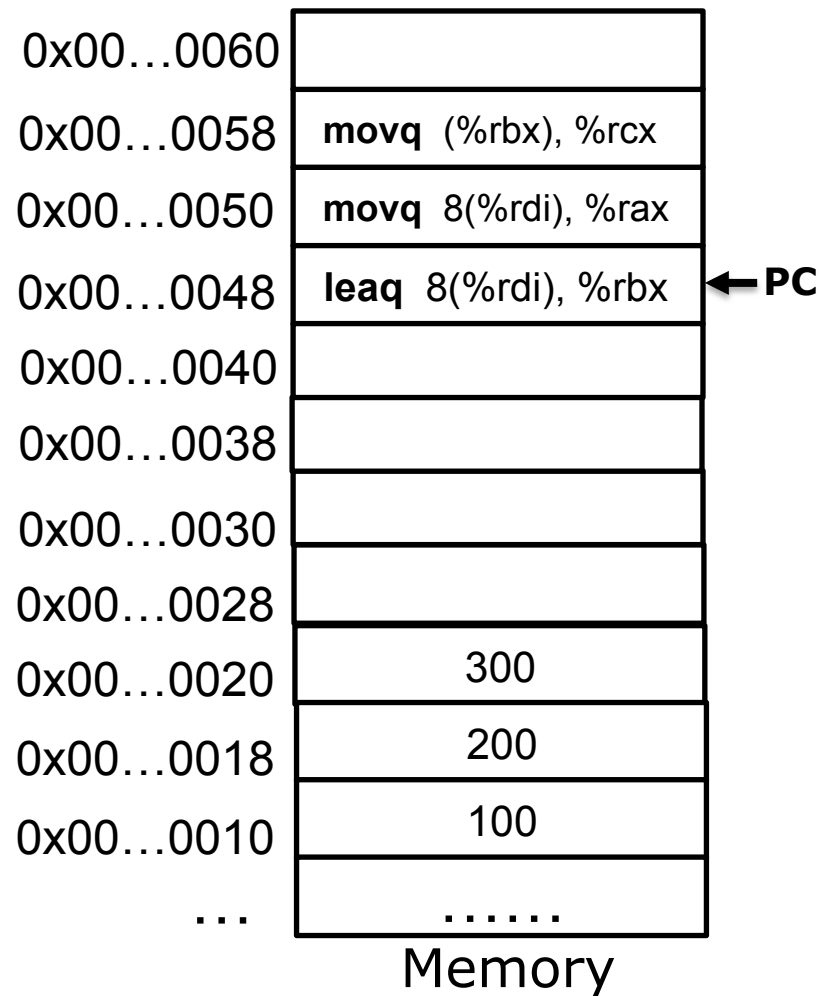 0x00…0060
0x00…0058 movq (%rbx), %rcx
0x00…0050 movq 8(%rdi), %rax
0x00…0048 leaq 8(%rdi), %rbx PC
0x00…0040
0x00…0038
0x00…0030
0x00…0028
0x00…0020 300
0x00…0018 200
0x00…0010 100
… ……
Memory